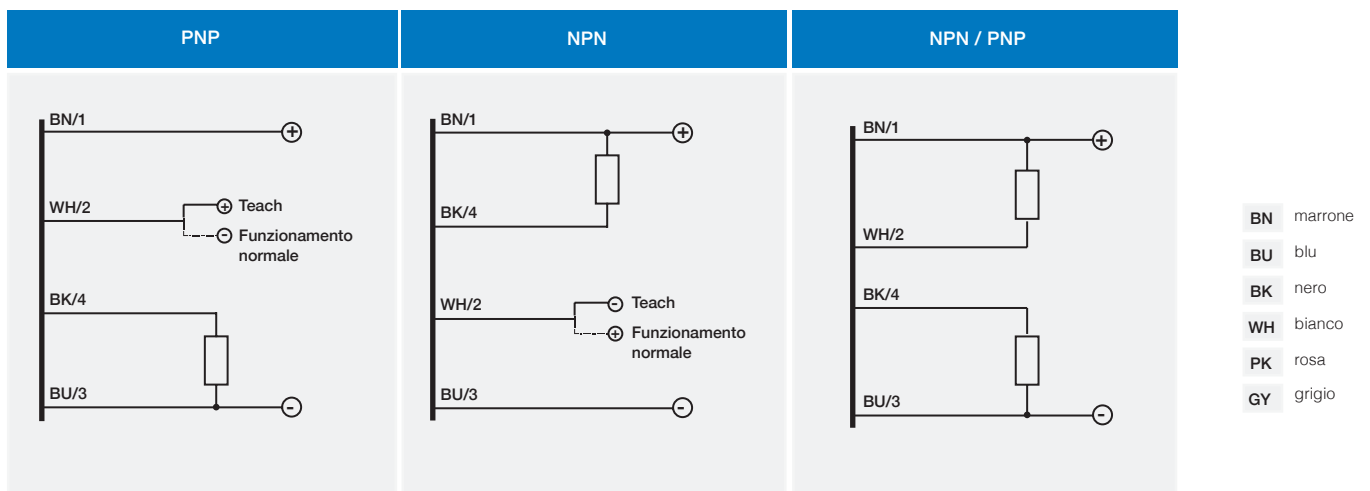 PNP
BN/1
+
WH/2
+ Teach
- Funzionamento
normale
BK/4
BU/3
-
NPN
BN/1
+
BK/4
WH/2
- Teach
+ Funzionamento
normale
BU/3
-
NPN / PNP
BN/1
+
WH/2
BK/4
BU/3
-
BN marrone
BU blu
BK nero
WH bianco
PK rosa
GY grigio